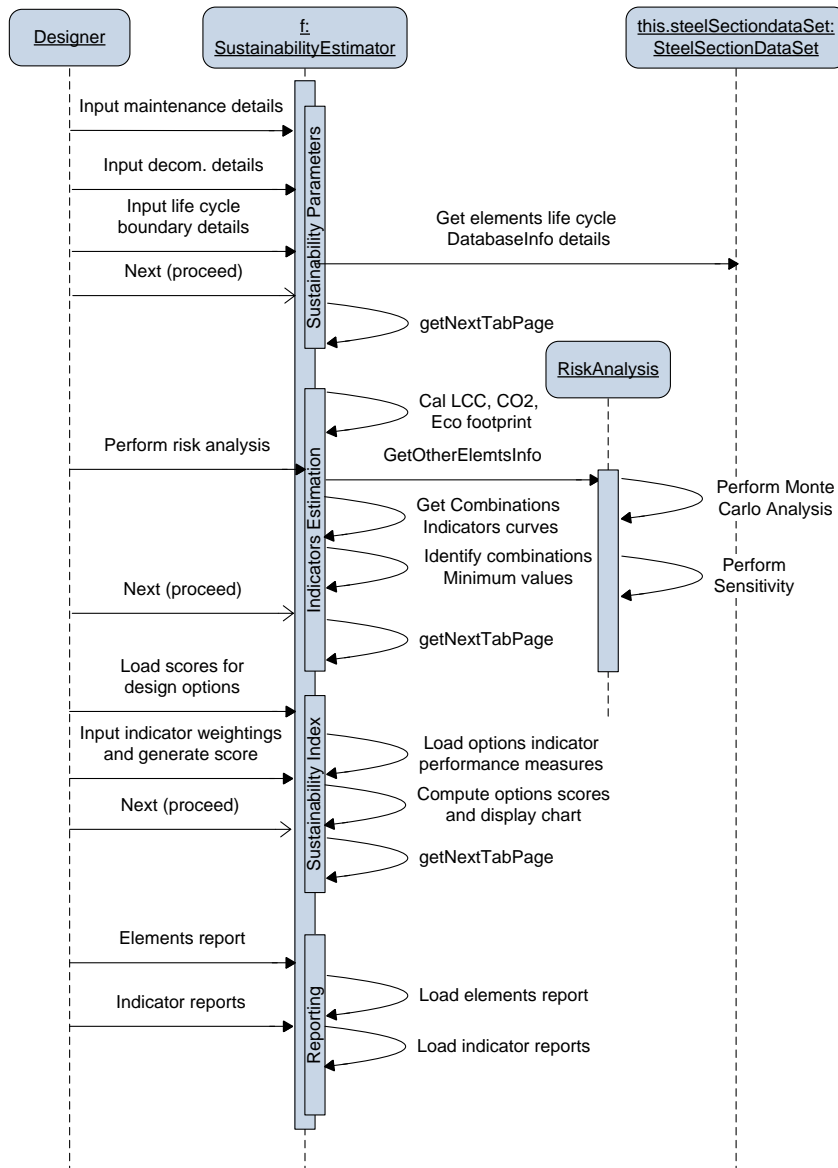 Designer
f:
SustainabilityEstimator
this.steelSectiondataSet:
SteelSectionDataSet
Input maintenance details
Input decom. details
Input life cycle
boundary details
Next (proceed)
Sustainability Parameters
Get elements life cycle
DatabaseInfo details
getNextTabPage
RiskAnalysis
Cal LCC, CO2,
Eco footprint
Perform risk analysis
Indicators Estimation
GetOtherElemtsInfo
Get Combinations
Indicators curves
Identify combinations
Minimum values
Perform Monte
Carlo Analysis
Perform
Sensitivity
Next (proceed)
getNextTabPage
Load scores for
design options
Input indicator weightings
and generate score
Next (proceed)
Sustainability Index
Load options indicator
performance measures
Compute options scores
and display chart
getNextTabPage
Elements report
Indicator reports
Reporting
Load elements report
Load indicator reports